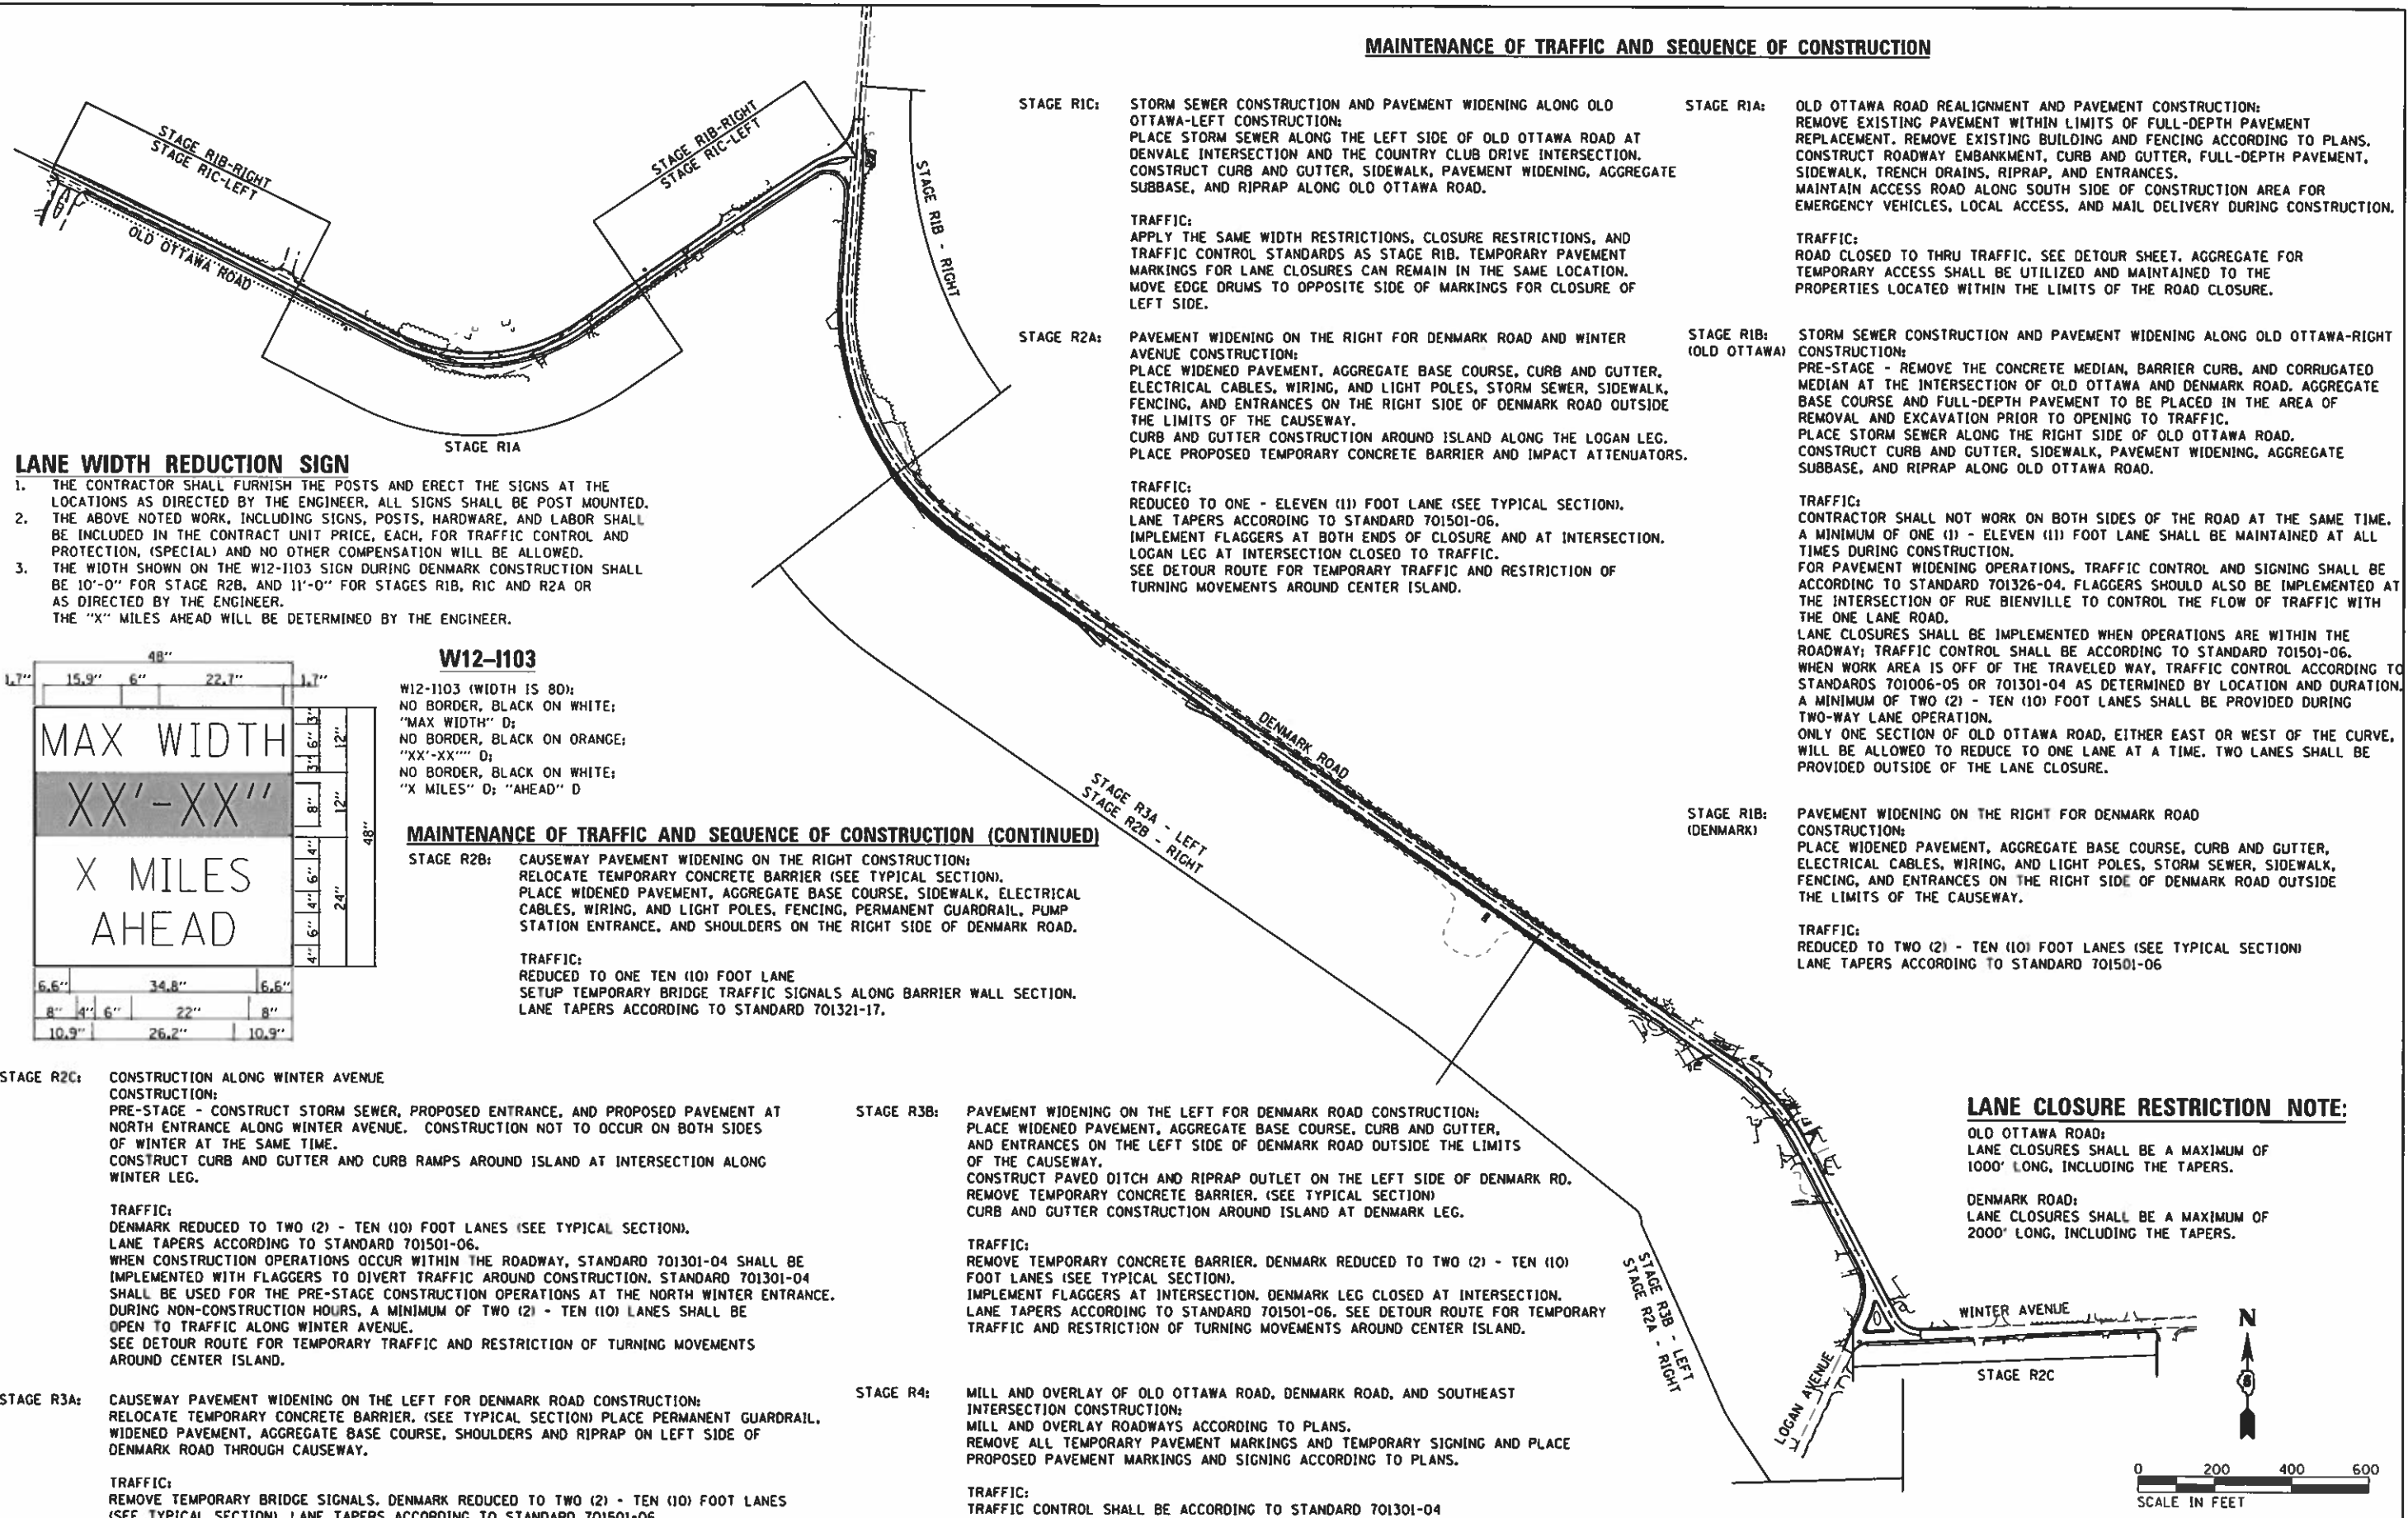 MAINTENANCE OF TRAFFIC AND SEQUENCE OF CONSTRUCTION
STAGE R1B-RIGHT
STAGE R1C-LEFT
STAGE R1B-RIGHT
STAGE R1C-LEFT
OLD OTTAWA ROAD
STAGE R1A
STAGE R1B - RIGHT
STAGE R1C:
STORM SEWER CONSTRUCTION AND PAVEMENT WIDENING ALONG OLD
OTTAWA-LEFT CONSTRUCTION:
PLACE STORM SEWER ALONG THE LEFT SIDE OF OLD OTTAWA ROAD AT
DENVALE INTERSECTION AND THE COUNTRY CLUB DRIVE INTERSECTION.
CONSTRUCT CURB AND GUTTER, SIDEWALK, PAVEMENT WIDENING, AGGREGATE
SUBBASE, AND RIPRAP ALONG OLD OTTAWA ROAD.
TRAFFIC:
APPLY THE SAME WIDTH RESTRICTIONS, CLOSURE RESTRICTIONS, AND
TRAFFIC CONTROL STANDARDS AS STAGE R1B. TEMPORARY PAVEMENT
MARKINGS FOR LANE CLOSURES CAN REMAIN IN THE SAME LOCATION.
MOVE EDGE DRUMS TO OPPOSITE SIDE OF MARKINGS FOR CLOSURE OF
LEFT SIDE.
STAGE R2A:
PAVEMENT WIDENING ON THE RIGHT FOR DENMARK ROAD AND WINTER
AVENUE CONSTRUCTION:
PLACE WIDENED PAVEMENT, AGGREGATE BASE COURSE, CURB AND GUTTER,
ELECTRICAL CABLES, WIRING, AND LIGHT POLES, STORM SEWER, SIDEWALK,
FENCING, AND ENTRANCES ON THE RIGHT SIDE OF DENMARK ROAD OUTSIDE
THE LIMITS OF THE CAUSEWAY.
CURB AND GUTTER CONSTRUCTION AROUND ISLAND ALONG THE LOGAN LEG.
PLACE PROPOSED TEMPORARY CONCRETE BARRIER AND IMPACT ATTENUATORS.
TRAFFIC:
REDUCED TO ONE - ELEVEN (11) FOOT LANE (SEE TYPICAL SECTION).
LANE TAPERS ACCORDING TO STANDARD 701501-06.
IMPLEMENT FLAGGERS AT BOTH ENDS OF CLOSURE AND AT INTERSECTION.
LOGAN LEG AT INTERSECTION CLOSED TO TRAFFIC.
SEE DETOUR ROUTE FOR TEMPORARY TRAFFIC AND RESTRICTION OF
TURNING MOVEMENTS AROUND CENTER ISLAND.
STAGE R1A:
OLD OTTAWA ROAD REALIGNMENT AND PAVEMENT CONSTRUCTION:
REMOVE EXISTING PAVEMENT WITHIN LIMITS OF FULL-DEPTH PAVEMENT
REPLACEMENT. REMOVE EXISTING BUILDING AND FENCING ACCORDING TO PLANS.
CONSTRUCT ROADWAY EMBANKMENT, CURB AND GUTTER, FULL-DEPTH PAVEMENT,
SIDEWALK, TRENCH DRAINS, RIPRAP, AND ENTRANCES.
MAINTAIN ACCESS ROAD ALONG SOUTH SIDE OF CONSTRUCTION AREA FOR
EMERGENCY VEHICLES, LOCAL ACCESS, AND MAIL DELIVERY DURING CONSTRUCTION.
TRAFFIC:
ROAD CLOSED TO THRU TRAFFIC. SEE DETOUR SHEET. AGGREGATE FOR
TEMPORARY ACCESS SHALL BE UTILIZED AND MAINTAINED TO THE
PROPERTIES LOCATED WITHIN THE LIMITS OF THE ROAD CLOSURE.
STAGE R1B:
(OLD OTTAWA)
STORM SEWER CONSTRUCTION AND PAVEMENT WIDENING ALONG OLD OTTAWA-RIGHT
CONSTRUCTION:
PRE-STAGE - REMOVE THE CONCRETE MEDIAN, BARRIER CURB, AND CORRUGATED
MEDIAN AT THE INTERSECTION OF OLD OTTAWA AND DENMARK ROAD. AGGREGATE
BASE COURSE AND FULL-DEPTH PAVEMENT TO BE PLACED IN THE AREA OF
REMOVAL AND EXCAVATION PRIOR TO OPENING TO TRAFFIC.
PLACE STORM SEWER ALONG THE RIGHT SIDE OF OLD OTTAWA ROAD.
CONSTRUCT CURB AND GUTTER, SIDEWALK, PAVEMENT WIDENING, AGGREGATE
SUBBASE, AND RIPRAP ALONG OLD OTTAWA ROAD.
TRAFFIC:
CONTRACTOR SHALL NOT WORK ON BOTH SIDES OF THE ROAD AT THE SAME TIME.
A MINIMUM OF ONE (1) - ELEVEN (11) FOOT LANE SHALL BE MAINTAINED AT ALL
TIMES DURING CONSTRUCTION.
FOR PAVEMENT WIDENING OPERATIONS, TRAFFIC CONTROL AND SIGNING SHALL BE
ACCORDING TO STANDARD 701326-04. FLAGGERS SHOULD ALSO BE IMPLEMENTED AT
THE INTERSECTION OF RUE BIENVILLE TO CONTROL THE FLOW OF TRAFFIC WITH
THE ONE LANE ROAD.
LANE CLOSURES SHALL BE IMPLEMENTED WHEN OPERATIONS ARE WITHIN THE
ROADWAY; TRAFFIC CONTROL SHALL BE ACCORDING TO STANDARD 701501-06.
WHEN WORK AREA IS OFF OF THE TRAVELED WAY, TRAFFIC CONTROL ACCORDING TO
STANDARDS 701006-05 OR 701301-04 AS DETERMINED BY LOCATION AND DURATION.
A MINIMUM OF TWO (2) - TEN (10) FOOT LANES SHALL BE PROVIDED DURING
TWO-WAY LANE OPERATION.
ONLY ONE SECTION OF OLD OTTAWA ROAD, EITHER EAST OR WEST OF THE CURVE,
WILL BE ALLOWED TO REDUCE TO ONE LANE AT A TIME. TWO LANES SHALL BE
PROVIDED OUTSIDE OF THE LANE CLOSURE.
STAGE R1B:
(DENMARK)
PAVEMENT WIDENING ON THE RIGHT FOR DENMARK ROAD
CONSTRUCTION:
PLACE WIDENED PAVEMENT, AGGREGATE BASE COURSE, CURB AND GUTTER,
ELECTRICAL CABLES, WIRING, AND LIGHT POLES, STORM SEWER, SIDEWALK,
FENCING, AND ENTRANCES ON THE RIGHT SIDE OF DENMARK ROAD OUTSIDE
THE LIMITS OF THE CAUSEWAY.
TRAFFIC:
REDUCED TO TWO (2) - TEN (10) FOOT LANES (SEE TYPICAL SECTION)
LANE TAPERS ACCORDING TO STANDARD 701501-06
LANE WIDTH REDUCTION SIGN
1. THE CONTRACTOR SHALL FURNISH THE POSTS AND ERECT THE SIGNS AT THE
LOCATIONS AS DIRECTED BY THE ENGINEER, ALL SIGNS SHALL BE POST MOUNTED.
2. THE ABOVE NOTED WORK, INCLUDING SIGNS, POSTS, HARDWARE, AND LABOR SHALL
BE INCLUDED IN THE CONTRACT UNIT PRICE, EACH, FOR TRAFFIC CONTROL AND
PROTECTION, (SPECIAL) AND NO OTHER COMPENSATION WILL BE ALLOWED.
3. THE WIDTH SHOWN ON THE W12-I103 SIGN DURING DENMARK CONSTRUCTION SHALL
BE 10'-0" FOR STAGE R2B, AND 11'-0" FOR STAGES R1B, R1C AND R2A OR
AS DIRECTED BY THE ENGINEER.
THE "X" MILES AHEAD WILL BE DETERMINED BY THE ENGINEER.
48"
1.7" 15.9" 6" 22.7" 1.7"
MAX WIDTH
XX'-XX"
X MILES
AHEAD
3" 6" 3" 12"
8" 12"
4" 6" 4" 6" 4" 24"
48"
6.6" 34.8" 6.6"
8" 4" 6" 22" 8"
10.9" 26.2" 10.9"
W12-I103
W12-I103 (WIDTH IS 80);
NO BORDER, BLACK ON WHITE;
"MAX WIDTH" D;
NO BORDER, BLACK ON ORANGE;
"XX'-XX"" D;
NO BORDER, BLACK ON WHITE;
"X MILES" D; "AHEAD" D
MAINTENANCE OF TRAFFIC AND SEQUENCE OF CONSTRUCTION (CONTINUED)
STAGE R2B:
CAUSEWAY PAVEMENT WIDENING ON THE RIGHT CONSTRUCTION:
RELOCATE TEMPORARY CONCRETE BARRIER (SEE TYPICAL SECTION).
PLACE WIDENED PAVEMENT, AGGREGATE BASE COURSE, SIDEWALK, ELECTRICAL
CABLES, WIRING, AND LIGHT POLES, FENCING, PERMANENT GUARDRAIL, PUMP
STATION ENTRANCE, AND SHOULDERS ON THE RIGHT SIDE OF DENMARK ROAD.
TRAFFIC:
REDUCED TO ONE TEN (10) FOOT LANE
SETUP TEMPORARY BRIDGE TRAFFIC SIGNALS ALONG BARRIER WALL SECTION.
LANE TAPERS ACCORDING TO STANDARD 701321-17.
DENMARK ROAD
STAGE R3A - LEFT
STAGE R2B - RIGHT
STAGE R2C:
CONSTRUCTION ALONG WINTER AVENUE
CONSTRUCTION:
PRE-STAGE - CONSTRUCT STORM SEWER, PROPOSED ENTRANCE, AND PROPOSED PAVEMENT AT
NORTH ENTRANCE ALONG WINTER AVENUE. CONSTRUCTION NOT TO OCCUR ON BOTH SIDES
OF WINTER AT THE SAME TIME.
CONSTRUCT CURB AND GUTTER AND CURB RAMPS AROUND ISLAND AT INTERSECTION ALONG
WINTER LEG.
TRAFFIC:
DENMARK REDUCED TO TWO (2) - TEN (10) FOOT LANES (SEE TYPICAL SECTION).
LANE TAPERS ACCORDING TO STANDARD 701501-06.
WHEN CONSTRUCTION OPERATIONS OCCUR WITHIN THE ROADWAY, STANDARD 701301-04 SHALL BE
IMPLEMENTED WITH FLAGGERS TO DIVERT TRAFFIC AROUND CONSTRUCTION. STANDARD 701301-04
SHALL BE USED FOR THE PRE-STAGE CONSTRUCTION OPERATIONS AT THE NORTH WINTER ENTRANCE.
DURING NON-CONSTRUCTION HOURS, A MINIMUM OF TWO (2) - TEN (10) LANES SHALL BE
OPEN TO TRAFFIC ALONG WINTER AVENUE.
SEE DETOUR ROUTE FOR TEMPORARY TRAFFIC AND RESTRICTION OF TURNING MOVEMENTS
AROUND CENTER ISLAND.
STAGE R3A:
CAUSEWAY PAVEMENT WIDENING ON THE LEFT FOR DENMARK ROAD CONSTRUCTION:
RELOCATE TEMPORARY CONCRETE BARRIER. (SEE TYPICAL SECTION) PLACE PERMANENT GUARDRAIL,
WIDENED PAVEMENT, AGGREGATE BASE COURSE, SHOULDERS AND RIPRAP ON LEFT SIDE OF
DENMARK ROAD THROUGH CAUSEWAY.
TRAFFIC:
REMOVE TEMPORARY BRIDGE SIGNALS. DENMARK REDUCED TO TWO (2) - TEN (10) FOOT LANES
(SEE TYPICAL SECTION). LANE TAPERS ACCORDING TO STANDARD 701501-06
STAGE R3B:
PAVEMENT WIDENING ON THE LEFT FOR DENMARK ROAD CONSTRUCTION:
PLACE WIDENED PAVEMENT, AGGREGATE BASE COURSE, CURB AND GUTTER,
AND ENTRANCES ON THE LEFT SIDE OF DENMARK ROAD OUTSIDE THE LIMITS
OF THE CAUSEWAY.
CONSTRUCT PAVED DITCH AND RIPRAP OUTLET ON THE LEFT SIDE OF DENMARK RD.
REMOVE TEMPORARY CONCRETE BARRIER. (SEE TYPICAL SECTION)
CURB AND GUTTER CONSTRUCTION AROUND ISLAND AT DENMARK LEG.
TRAFFIC:
REMOVE TEMPORARY CONCRETE BARRIER. DENMARK REDUCED TO TWO (2) - TEN (10)
FOOT LANES (SEE TYPICAL SECTION).
IMPLEMENT FLAGGERS AT INTERSECTION. DENMARK LEG CLOSED AT INTERSECTION.
LANE TAPERS ACCORDING TO STANDARD 701501-06. SEE DETOUR ROUTE FOR TEMPORARY
TRAFFIC AND RESTRICTION OF TURNING MOVEMENTS AROUND CENTER ISLAND.
STAGE R4:
MILL AND OVERLAY OF OLD OTTAWA ROAD, DENMARK ROAD, AND SOUTHEAST
INTERSECTION CONSTRUCTION:
MILL AND OVERLAY ROADWAYS ACCORDING TO PLANS.
REMOVE ALL TEMPORARY PAVEMENT MARKINGS AND TEMPORARY SIGNING AND PLACE
PROPOSED PAVEMENT MARKINGS AND SIGNING ACCORDING TO PLANS.
TRAFFIC:
TRAFFIC CONTROL SHALL BE ACCORDING TO STANDARD 701301-04
STAGE R3B - LEFT
STAGE R2A - RIGHT
LANE CLOSURE RESTRICTION NOTE:
OLD OTTAWA ROAD:
LANE CLOSURES SHALL BE A MAXIMUM OF
1000' LONG, INCLUDING THE TAPERS.
DENMARK ROAD:
LANE CLOSURES SHALL BE A MAXIMUM OF
2000' LONG, INCLUDING THE TAPERS.
WINTER AVENUE
LOGAN AVENUE
STAGE R2C
N
0 200 400 600
SCALE IN FEET